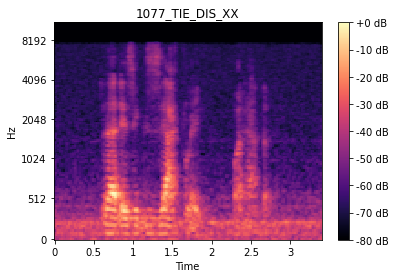 1077_TIE_DIS_XX
Hz
8192
4096
2048
1024
512
0
0 0.5 1 1.5 2 2.5 3
Time
+0 dB
-10 dB
-20 dB
-30 dB
-40 dB
-50 dB
-60 dB
-70 dB
-80 dB